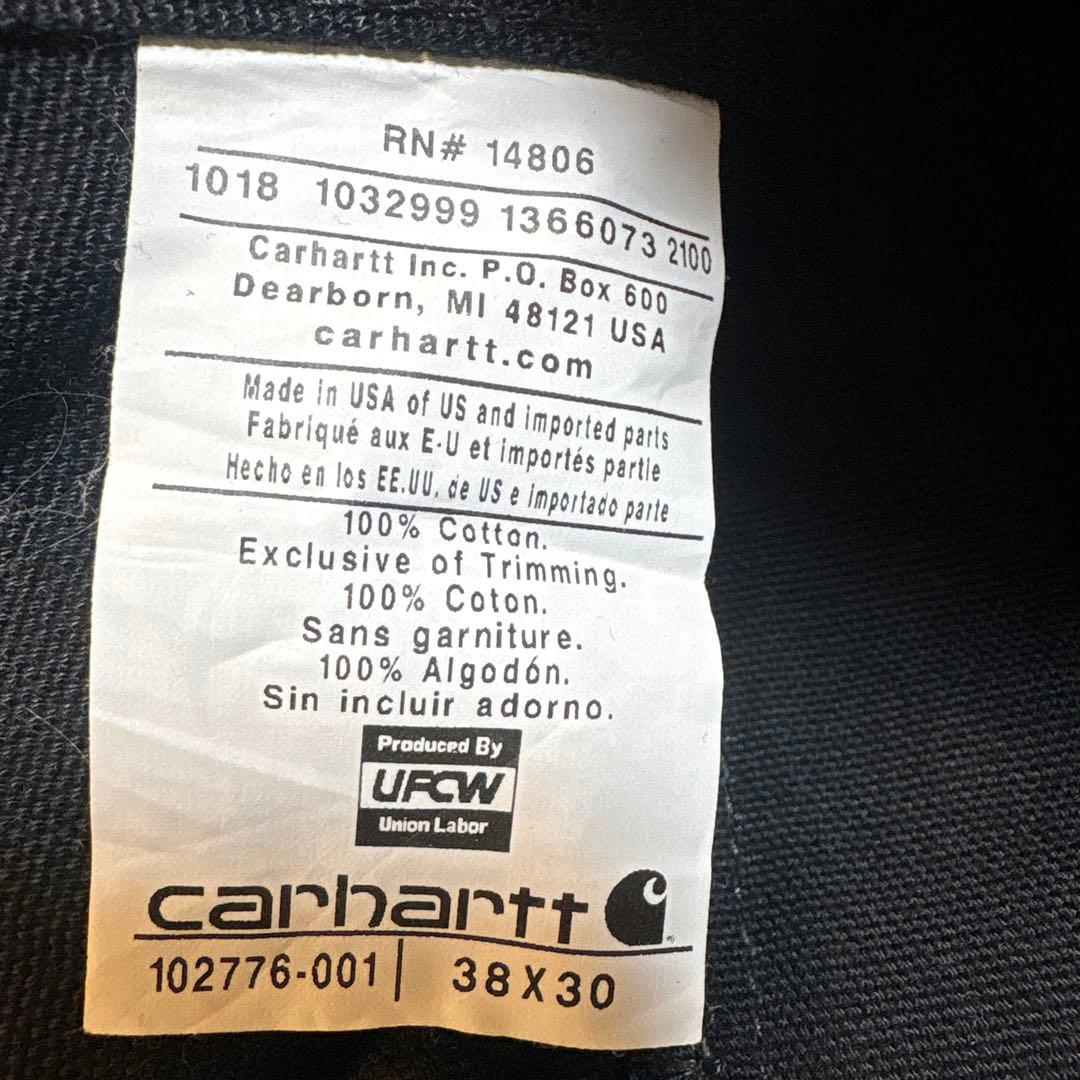 RN# 14806
1018 1032999 1366073 2100
Carhartt Inc. P.O. Box 600
Dearborn, MI 48121 USA
carhartt.com
Made in USA of US and imported parts
Fabriqué aux E-U et importés partie
Hecho en los EE.UU. de US e importado parte
100% Cotton.
Exclusive of Trimming.
100% Coton.
Sans garniture.
100% Algodón.
Sin incluir adorno.
Produced By
UFCW
Union Labor
carhartt
102776-001 | 38X30